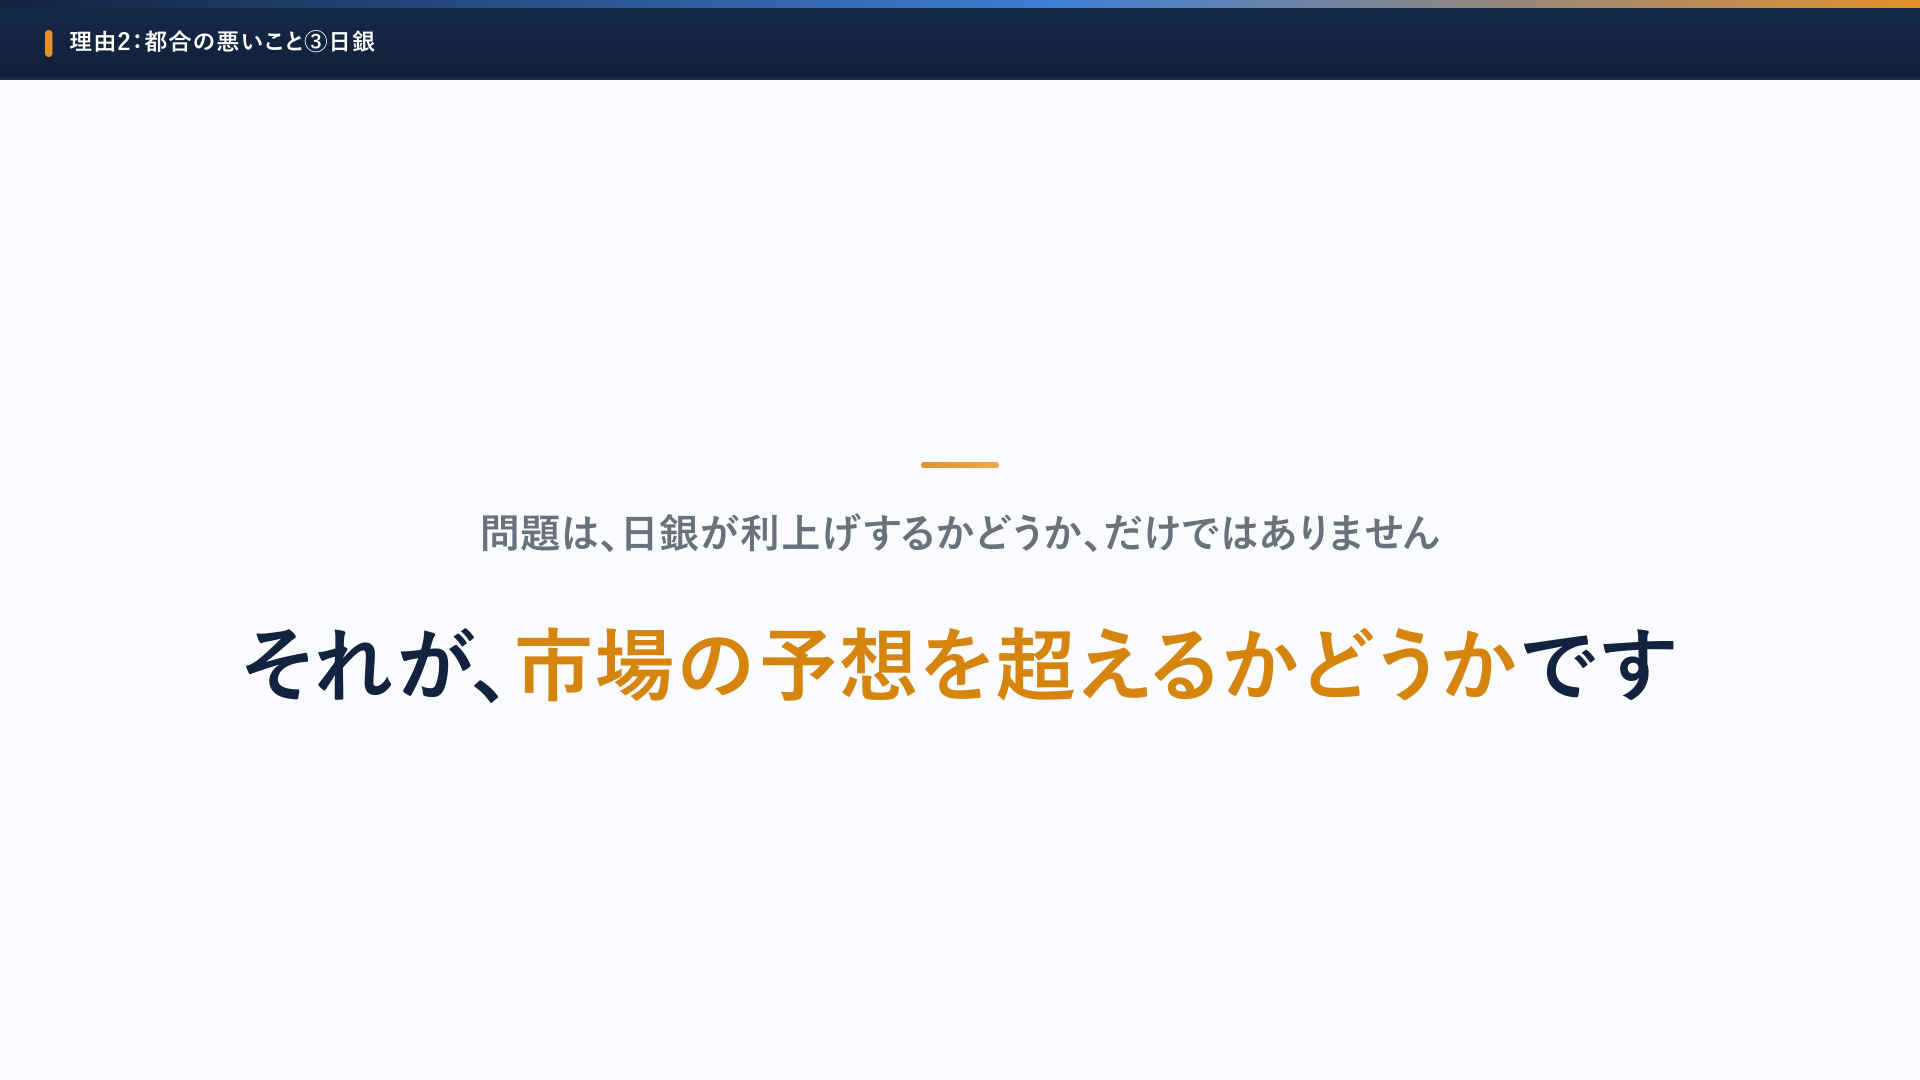 理由2：都合の悪いこと③日銀
問題は、日銀が利上げするかどうか、だけではありません
それが、市場の予想を超えるかどうかです